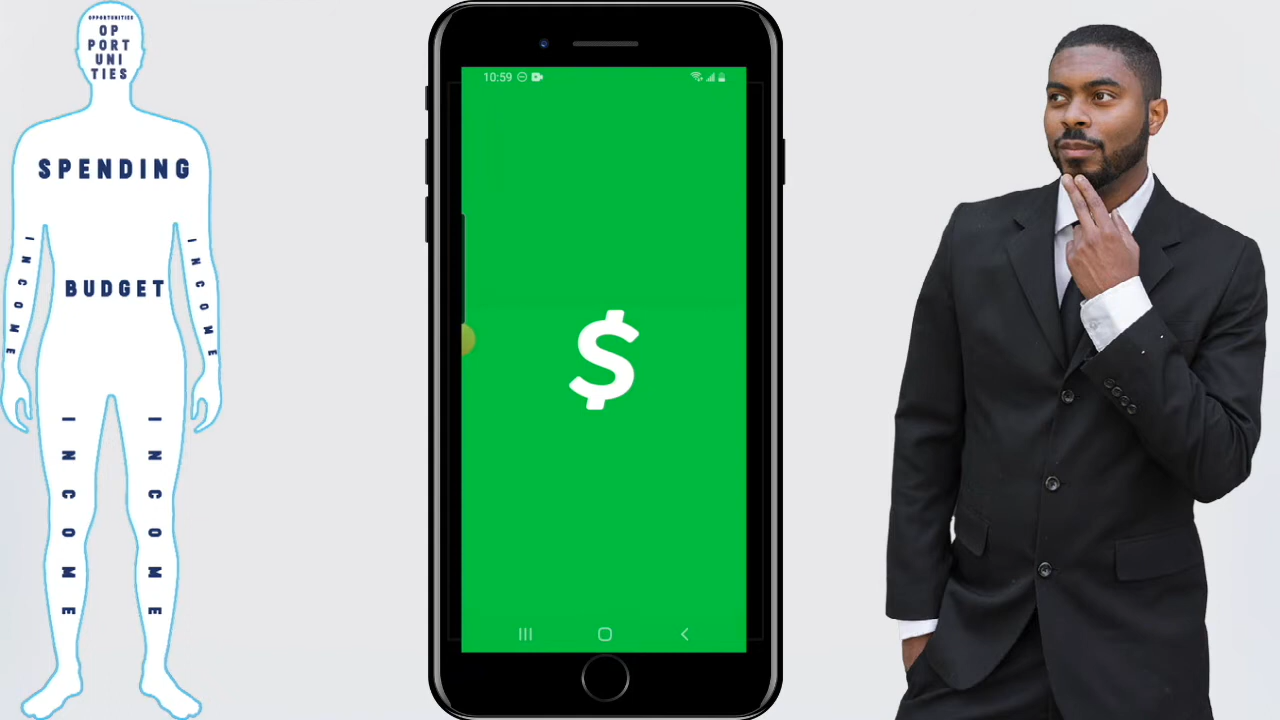 OPPORTUNITIES
OP
PORT
UNI
TIES
SPENDING
INCOME
INCOME
BUDGET
INCOME
INCOME
10:59
$